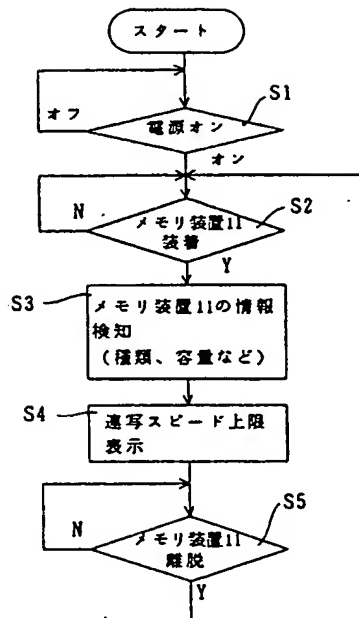 スタート
S1
オフ
電源オン
オン
N
メモリ装置11
装着
S2
Y
S3
メモリ装置11の情報
検知
(種類、容量など)
S4
連写スピード上限
表示
S5
N
メモリ装置11
離脱
Y